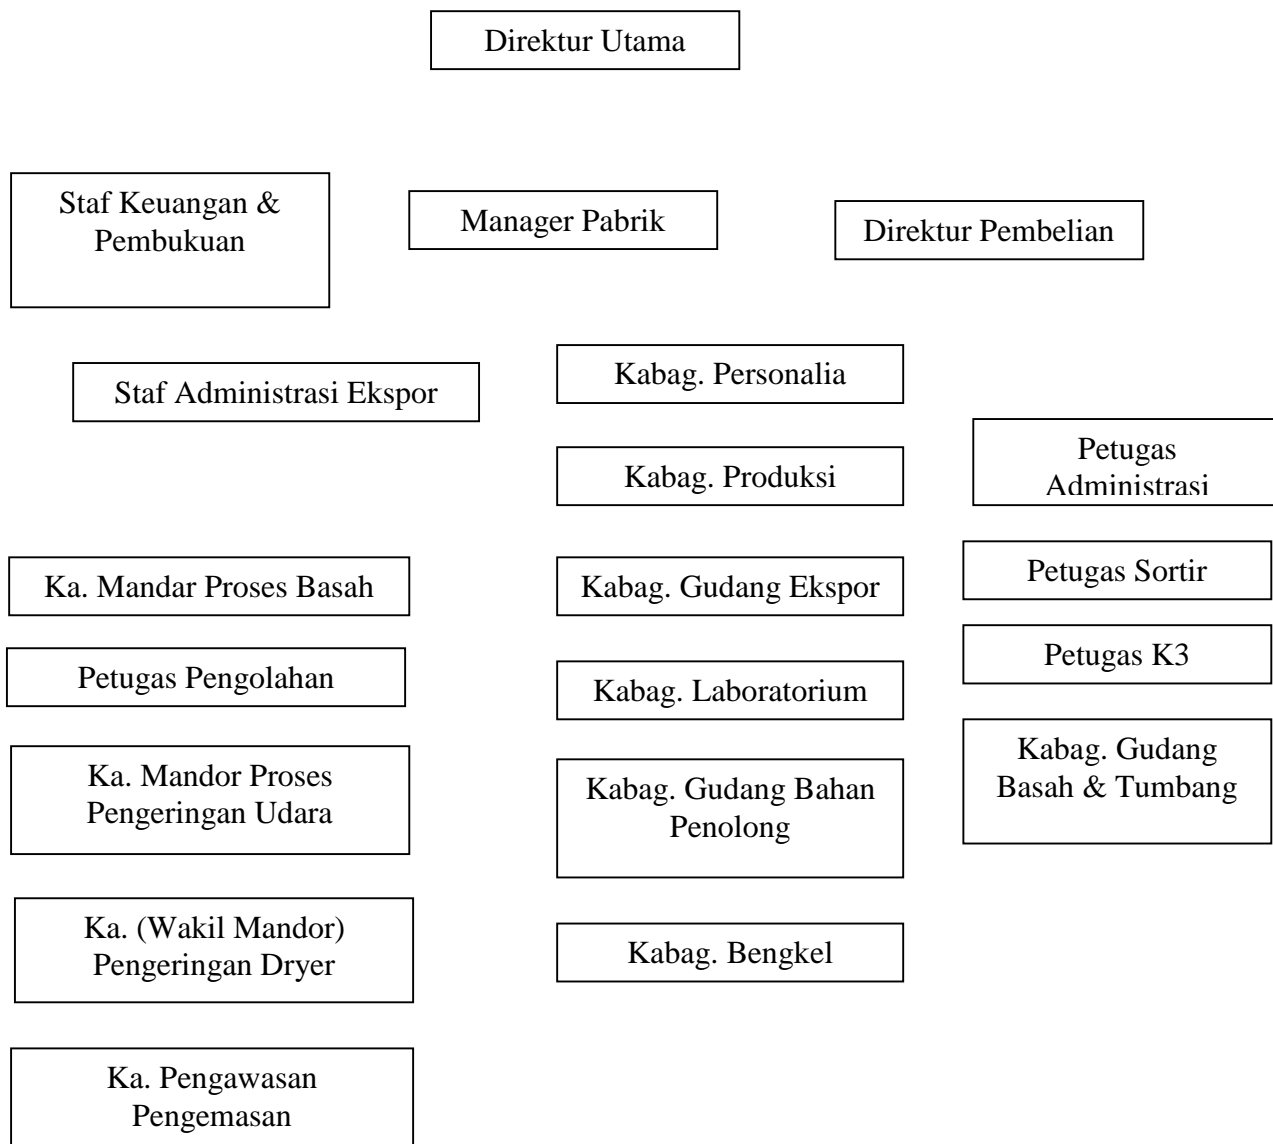 Direktur Utama
Staf Keuangan &
Pembukuan
Manager Pabrik
Direktur Pembelian
Staf Administrasi Ekspor
Kabag. Personalia
Kabag. Produksi
Petugas
Administrasi
Ka. Mandar Proses Basah
Kabag. Gudang Ekspor
Petugas Sortir
Petugas Pengolahan
Kabag. Laboratorium
Petugas K3
Ka. Mandor Proses
Pengeringan Udara
Kabag. Gudang Bahan
Penolong
Kabag. Gudang
Basah & Tumbang
Ka. (Wakil Mandor)
Pengeringan Dryer
Kabag. Bengkel
Ka. Pengawasan
Pengemasan